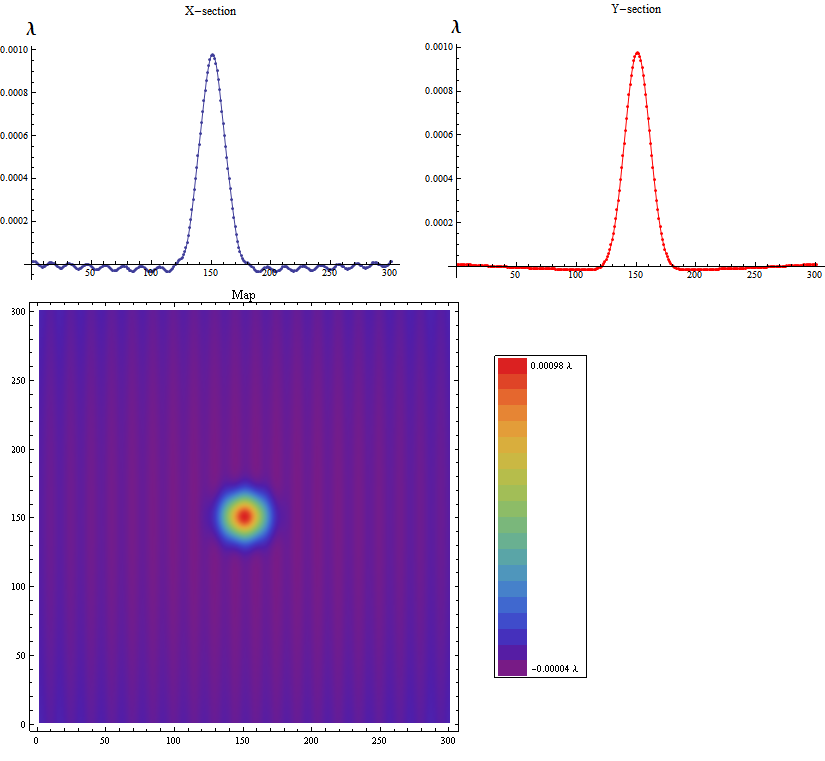 X−section
λ
0.0010
0.0008
0.0006
0.0004
0.0002
50 100 150 200 250 300
Y−section
λ
0.0010
0.0008
0.0006
0.0004
0.0002
50 100 150 200 250 300
Map
300
250
200
150
100
50
0
0 50 100 150 200 250 300
0.00098 λ
−0.00004 λ